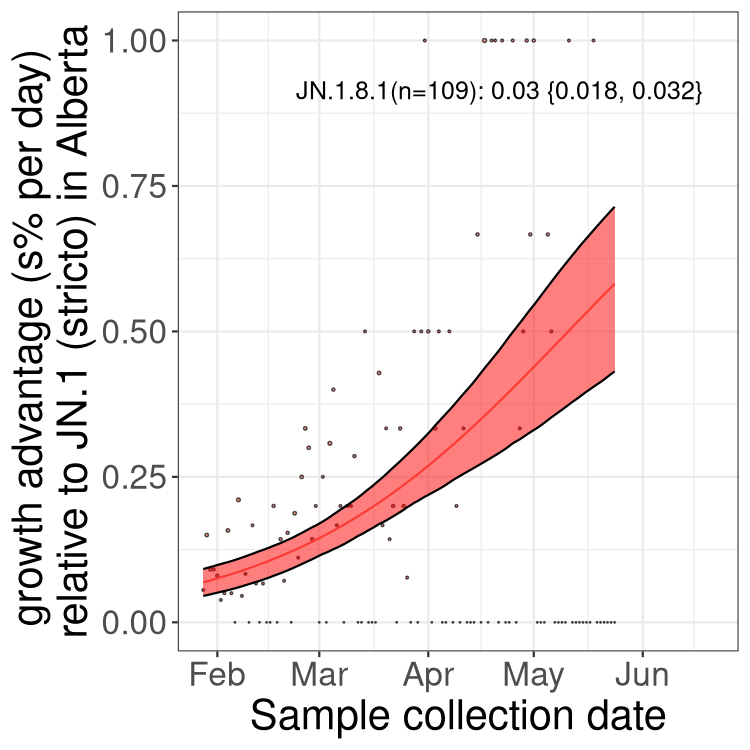 growth advantage (s% per day)
relative to JN.1 (stricto) in Alberta
1.00
JN.1.8.1(n=109): 0.03 {0.018, 0.032}
0.75
0.50
0.25
0.00
Feb Mar Apr May Jun
Sample collection date